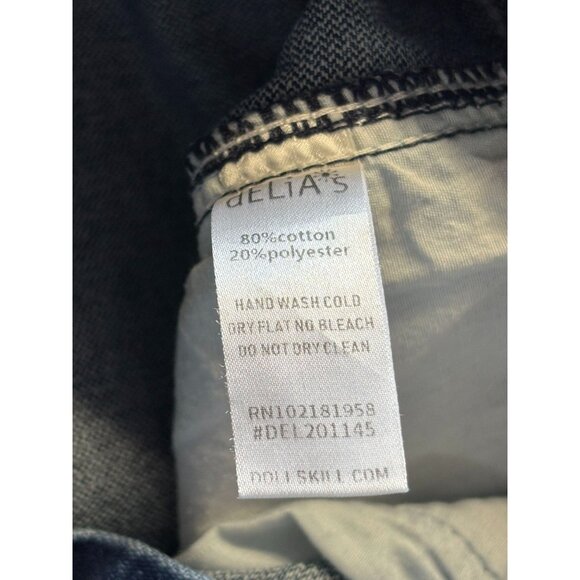 dELiA*s
80%cotton
20%polyester
HAND WASH COLD
DRY FLAT NO BLEACH
DO NOT DRY CLEAN
RN102181958
#DEL201145
DOLLSKILL.COM